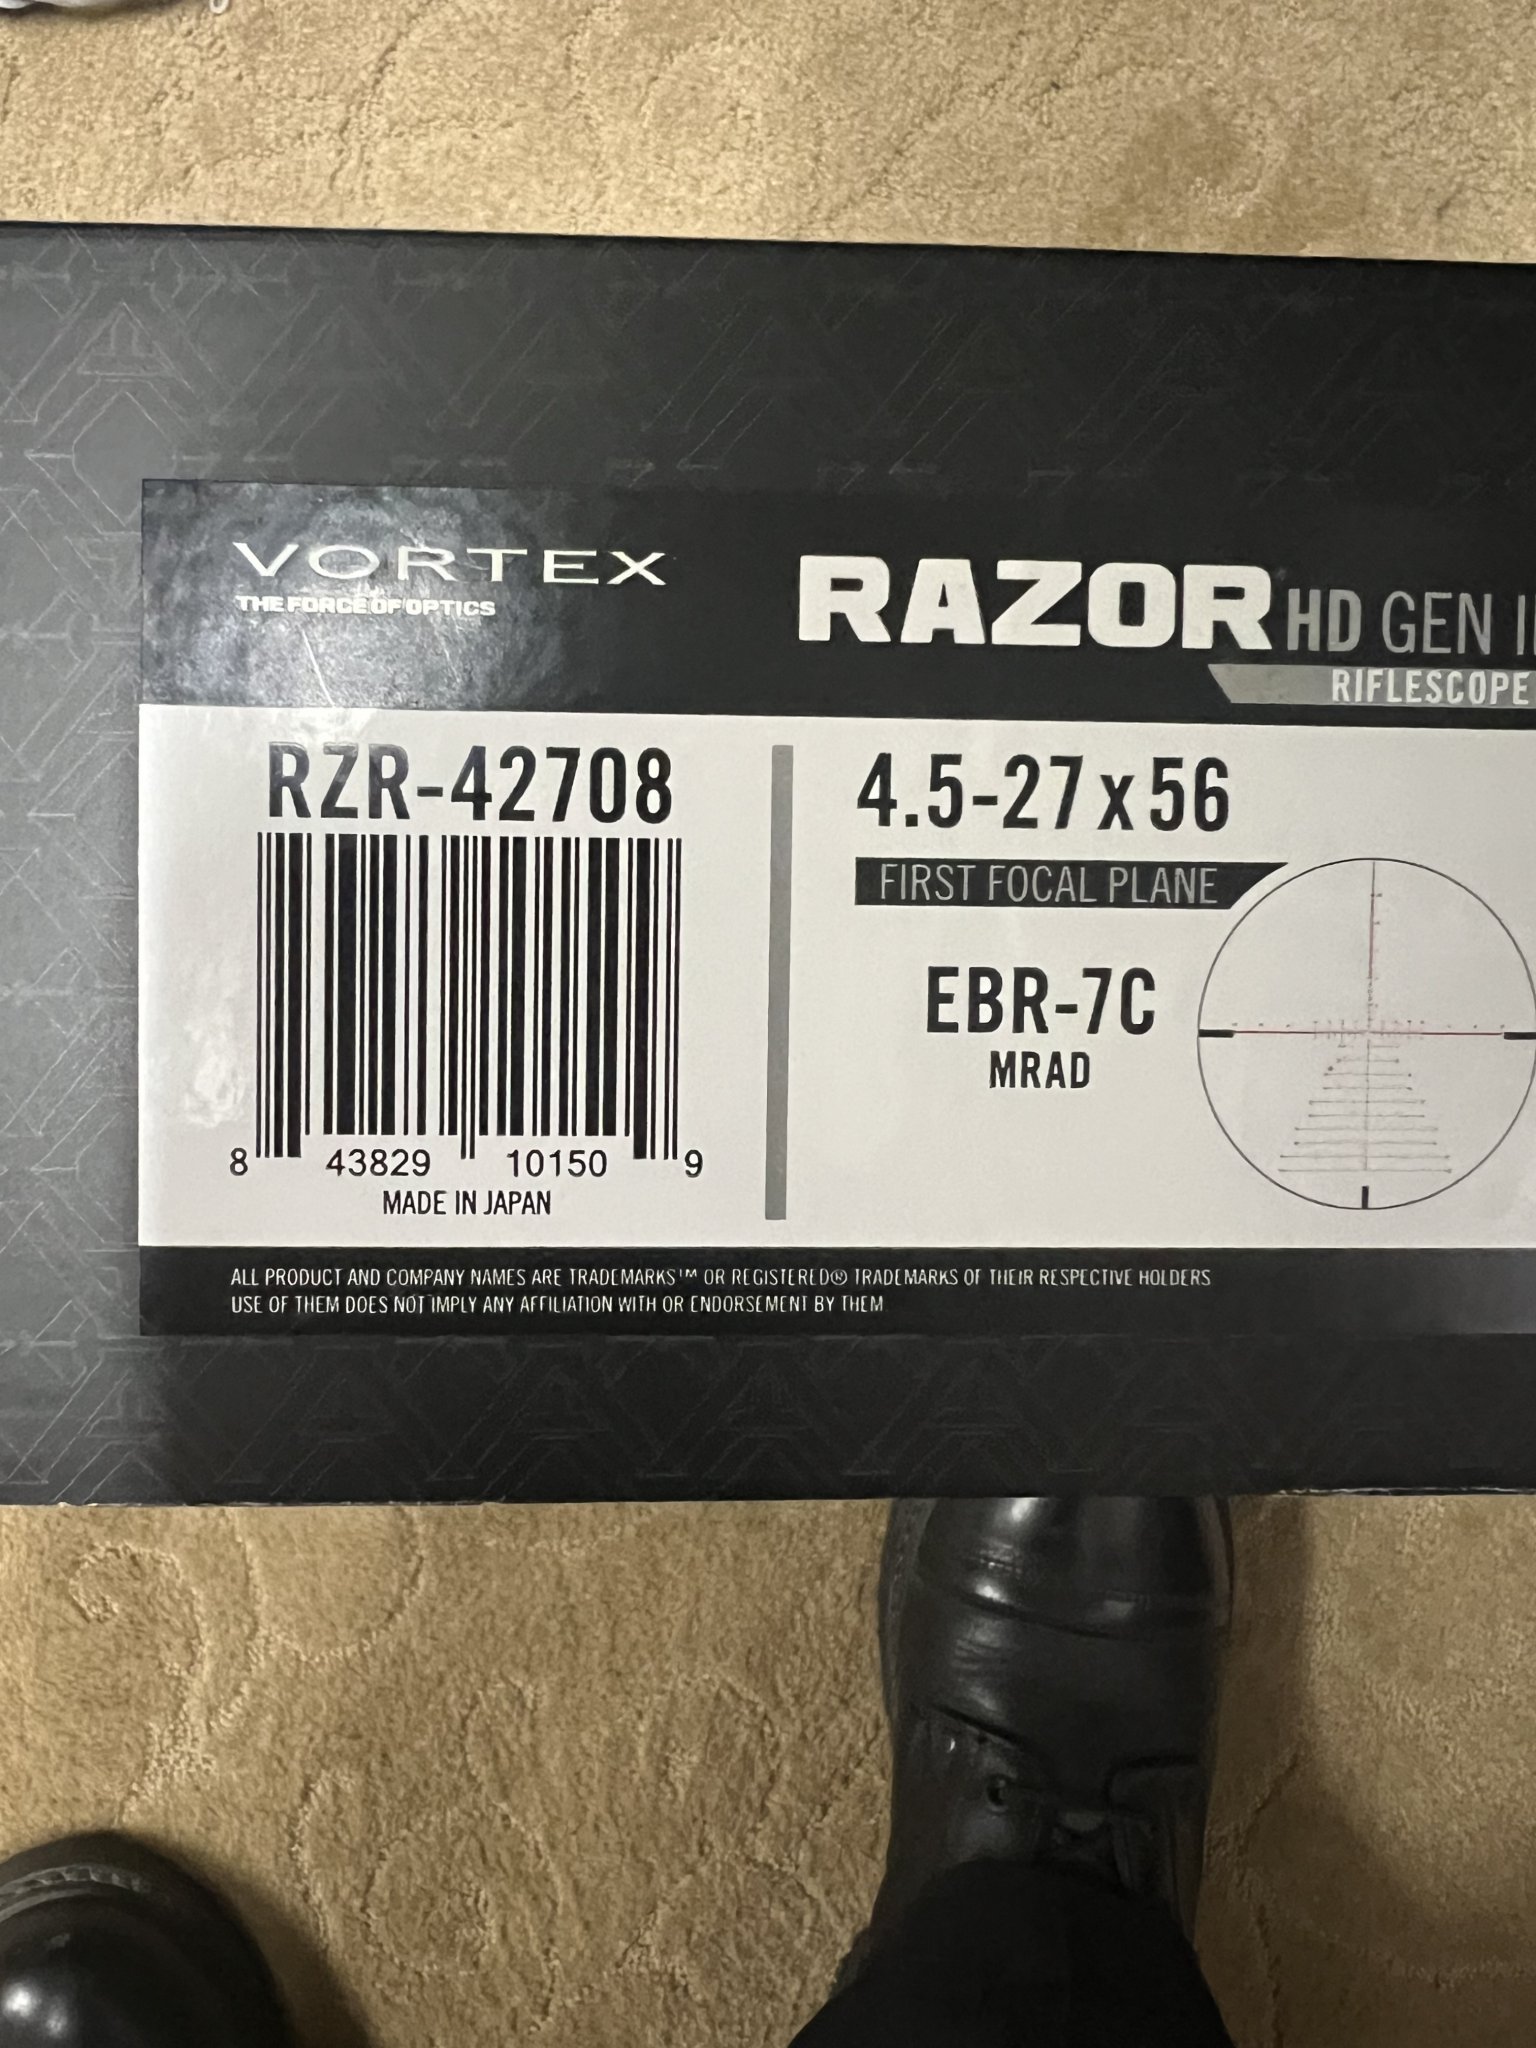 VORTEX
THE FORCE OF OPTICS
RAZOR HD GEN
RIFLESCOPE
RZR-42708
8 43829 10150 9
MADE IN JAPAN
4.5-27x56
FIRST FOCAL PLANE
EBR-7C
MRAD
ALL PRODUCT AND COMPANY NAMES ARE TRADEMARKS™ OR REGISTERED® TRADEMARKS OF THEIR RESPECTIVE HOLDERS
USE OF THEM DOES NOT IMPLY ANY AFFILIATION WITH OR ENDORSEMENT BY THEM